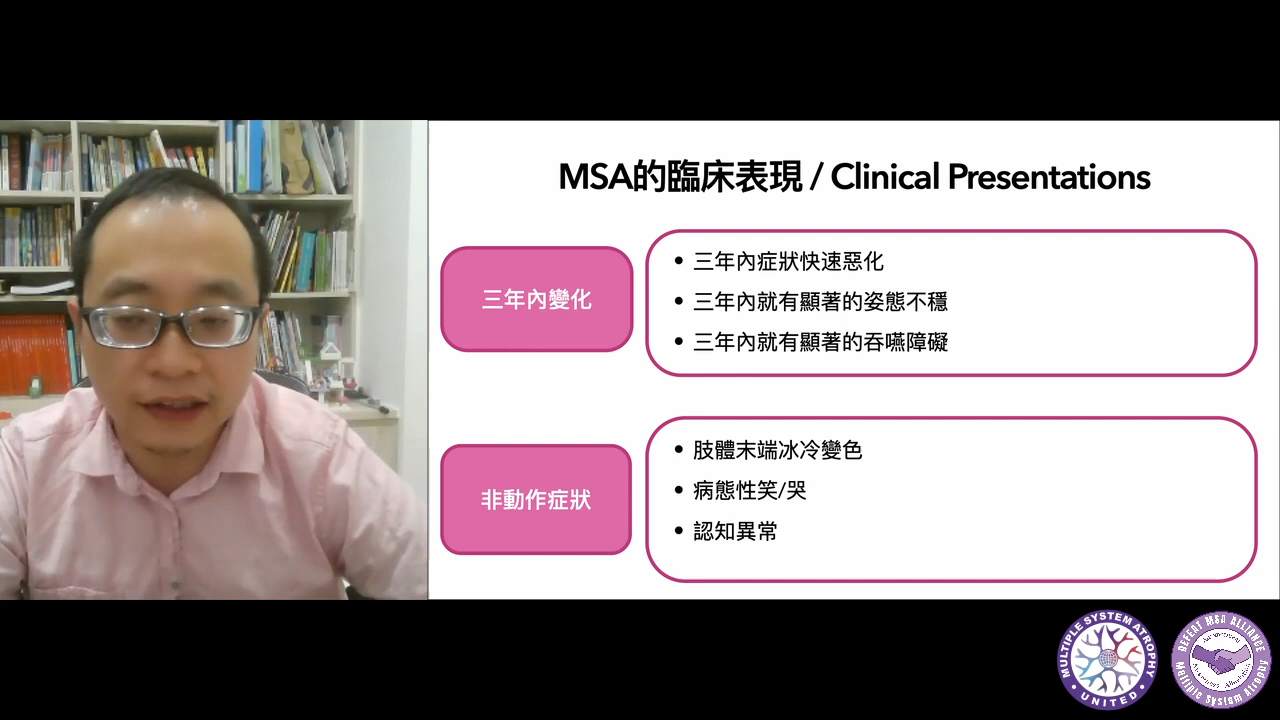 MSA的臨床表現 / Clinical Presentations
三年內變化
• 三年內症狀快速惡化
• 三年內就有顯著的姿態不穩
• 三年內就有顯著的吞嚥障礙
非動作症狀
• 肢體末端冰冷變色
• 病態性笑/哭
• 認知異常
MULTIPLE SYSTEM ATROPHY
• UNITED •
DEFEAT MSA ALLIANCE
Multiple System Atrophy